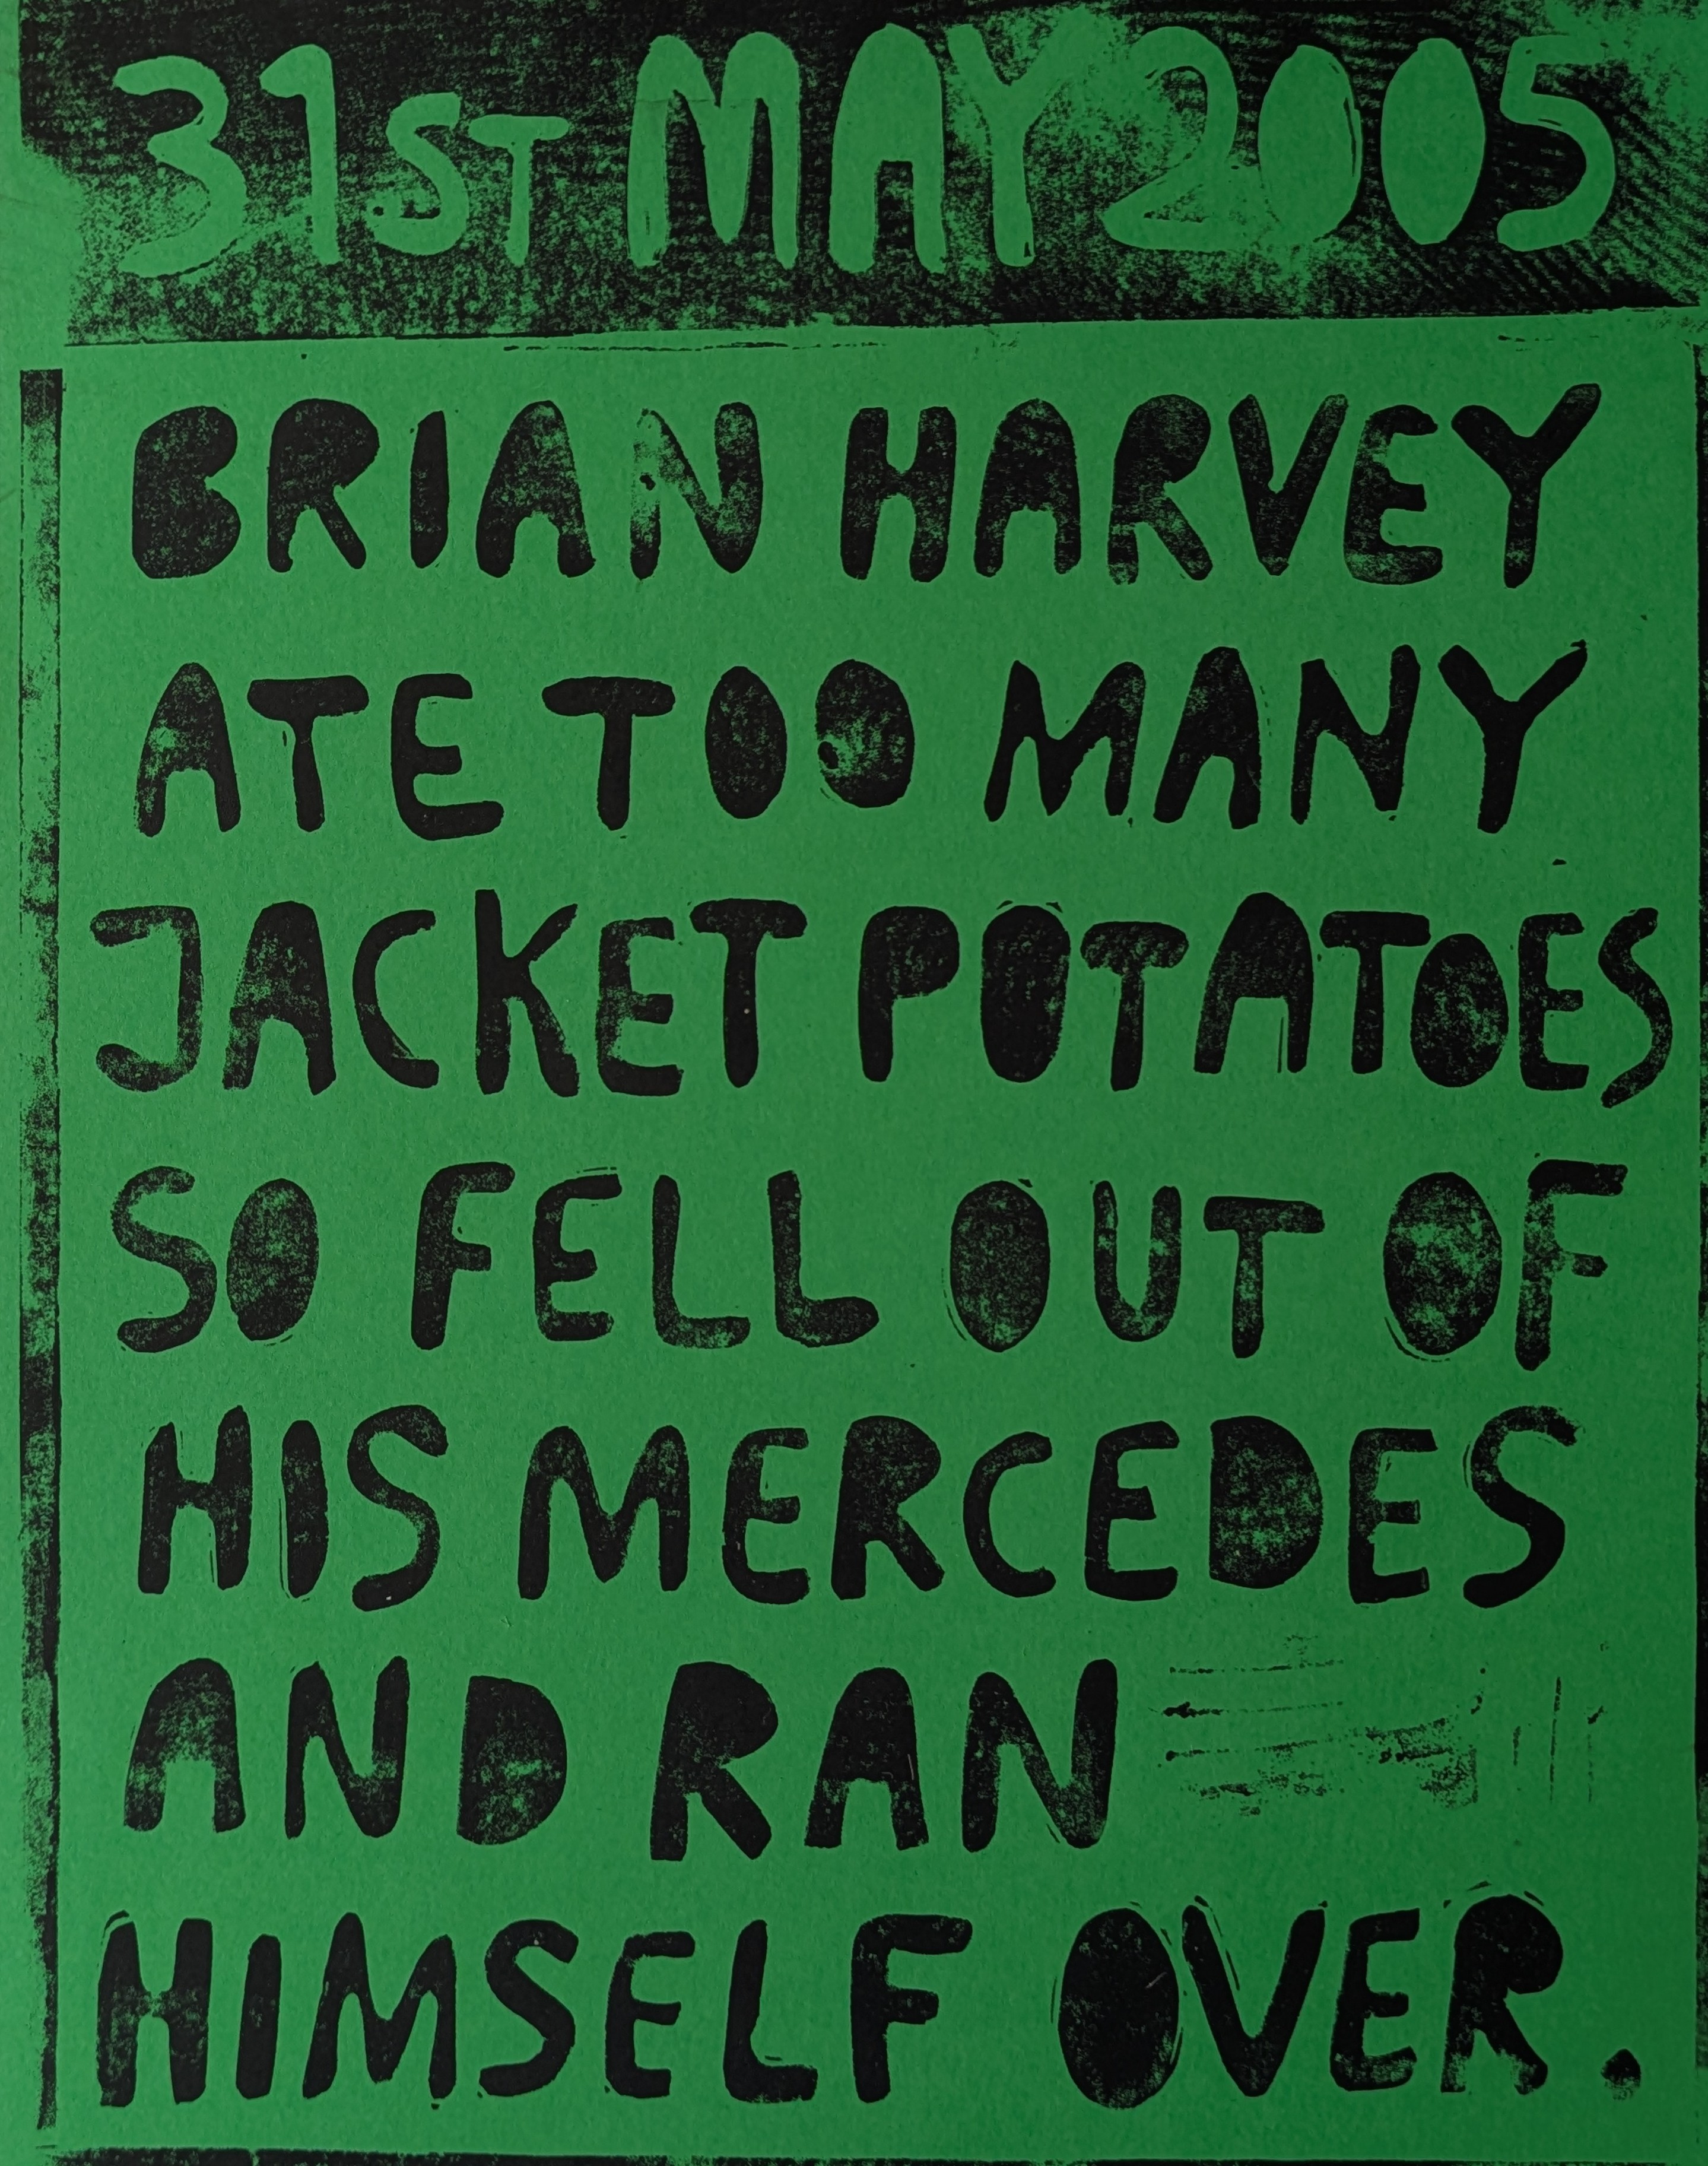 31ST MAY 2005
BRIAN HARVEY
ATE TOO MANY
JACKET POTATOES
SO FELL OUT OF
HIS MERCEDES
AND RAN
HIMSELF OVER.